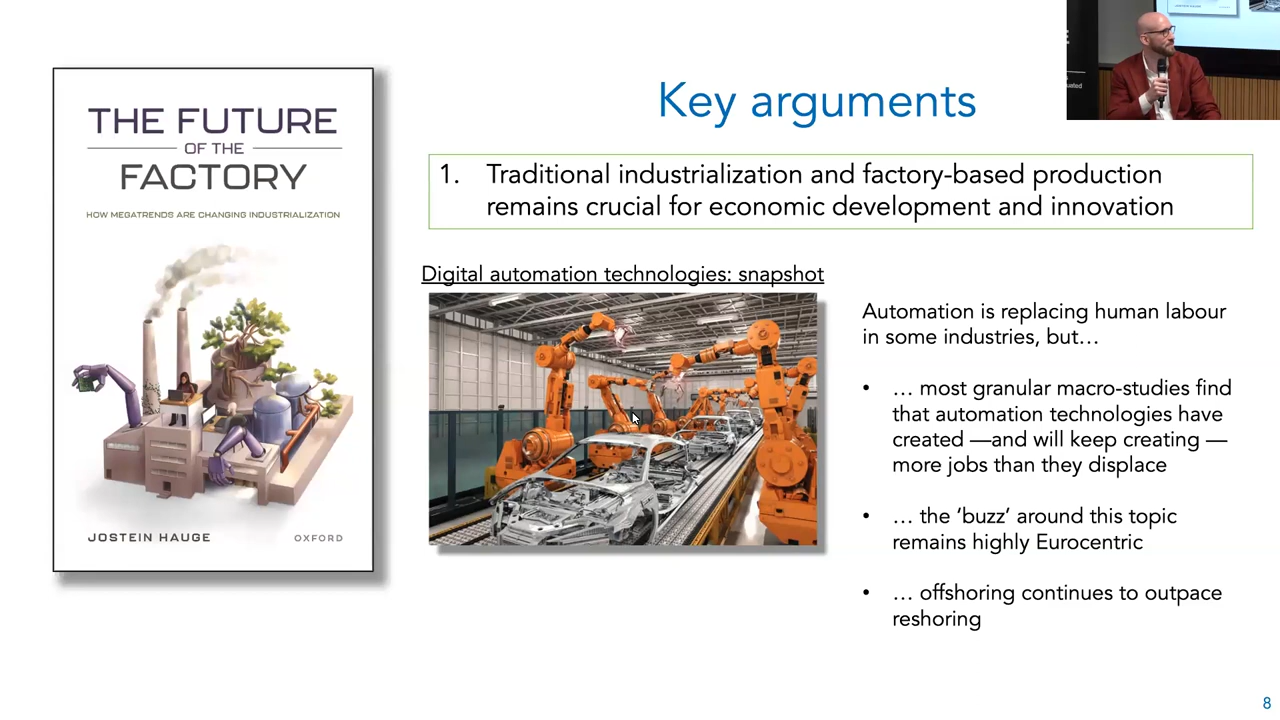 THE FUTURE
OF THE
FACTORY
HOW MEGATRENDS ARE CHANGING INDUSTRIALIZATION
JOSTEIN HAUGE
OXFORD
Key arguments
1. Traditional industrialization and factory-based production
remains crucial for economic development and innovation
Digital automation technologies: snapshot
Automation is replacing human labour
in some industries, but…
• … most granular macro-studies find
that automation technologies have
created —and will keep creating —
more jobs than they displace
• … the ‘buzz’ around this topic
remains highly Eurocentric
• … offshoring continues to outpace
reshoring
8